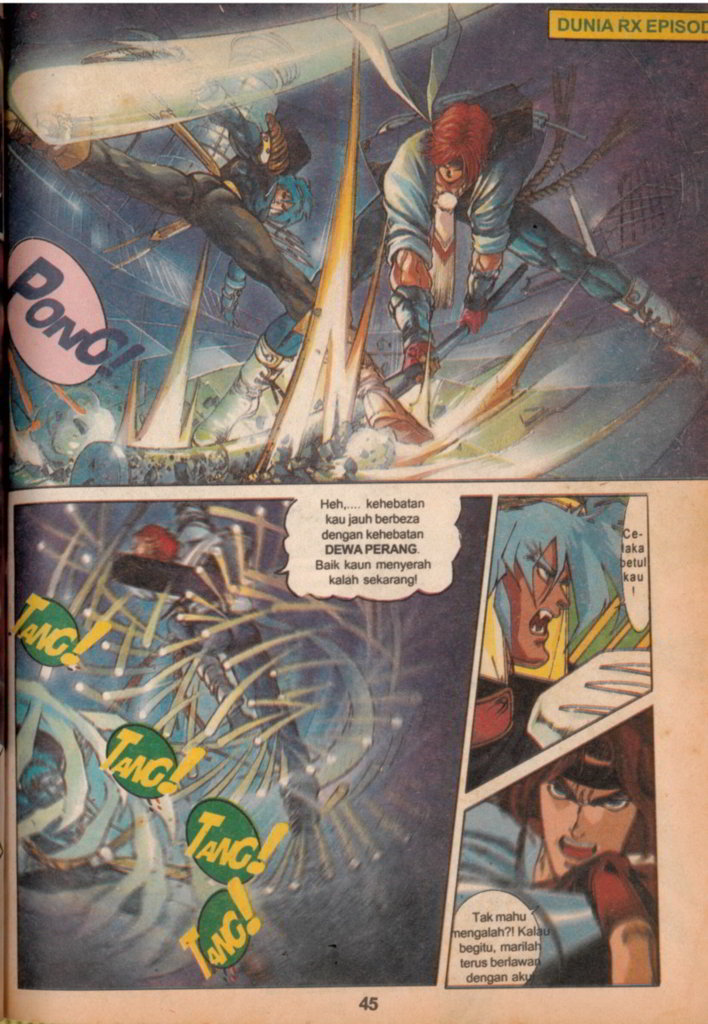 DUNIA RX EPISOD
PONG!
Heh,.... kehebatan
kau jauh berbeza
dengan kehebatan
DEWA PERANG.
Baik kaun menyerah
kalah sekarang!
Ce-
laka
betul
kau
!
TANG!
TANG!
TANG!
TANG!
Tak mahu
mengalah?! Kalau
begitu, marilah
terus berlawan
dengan aku
45